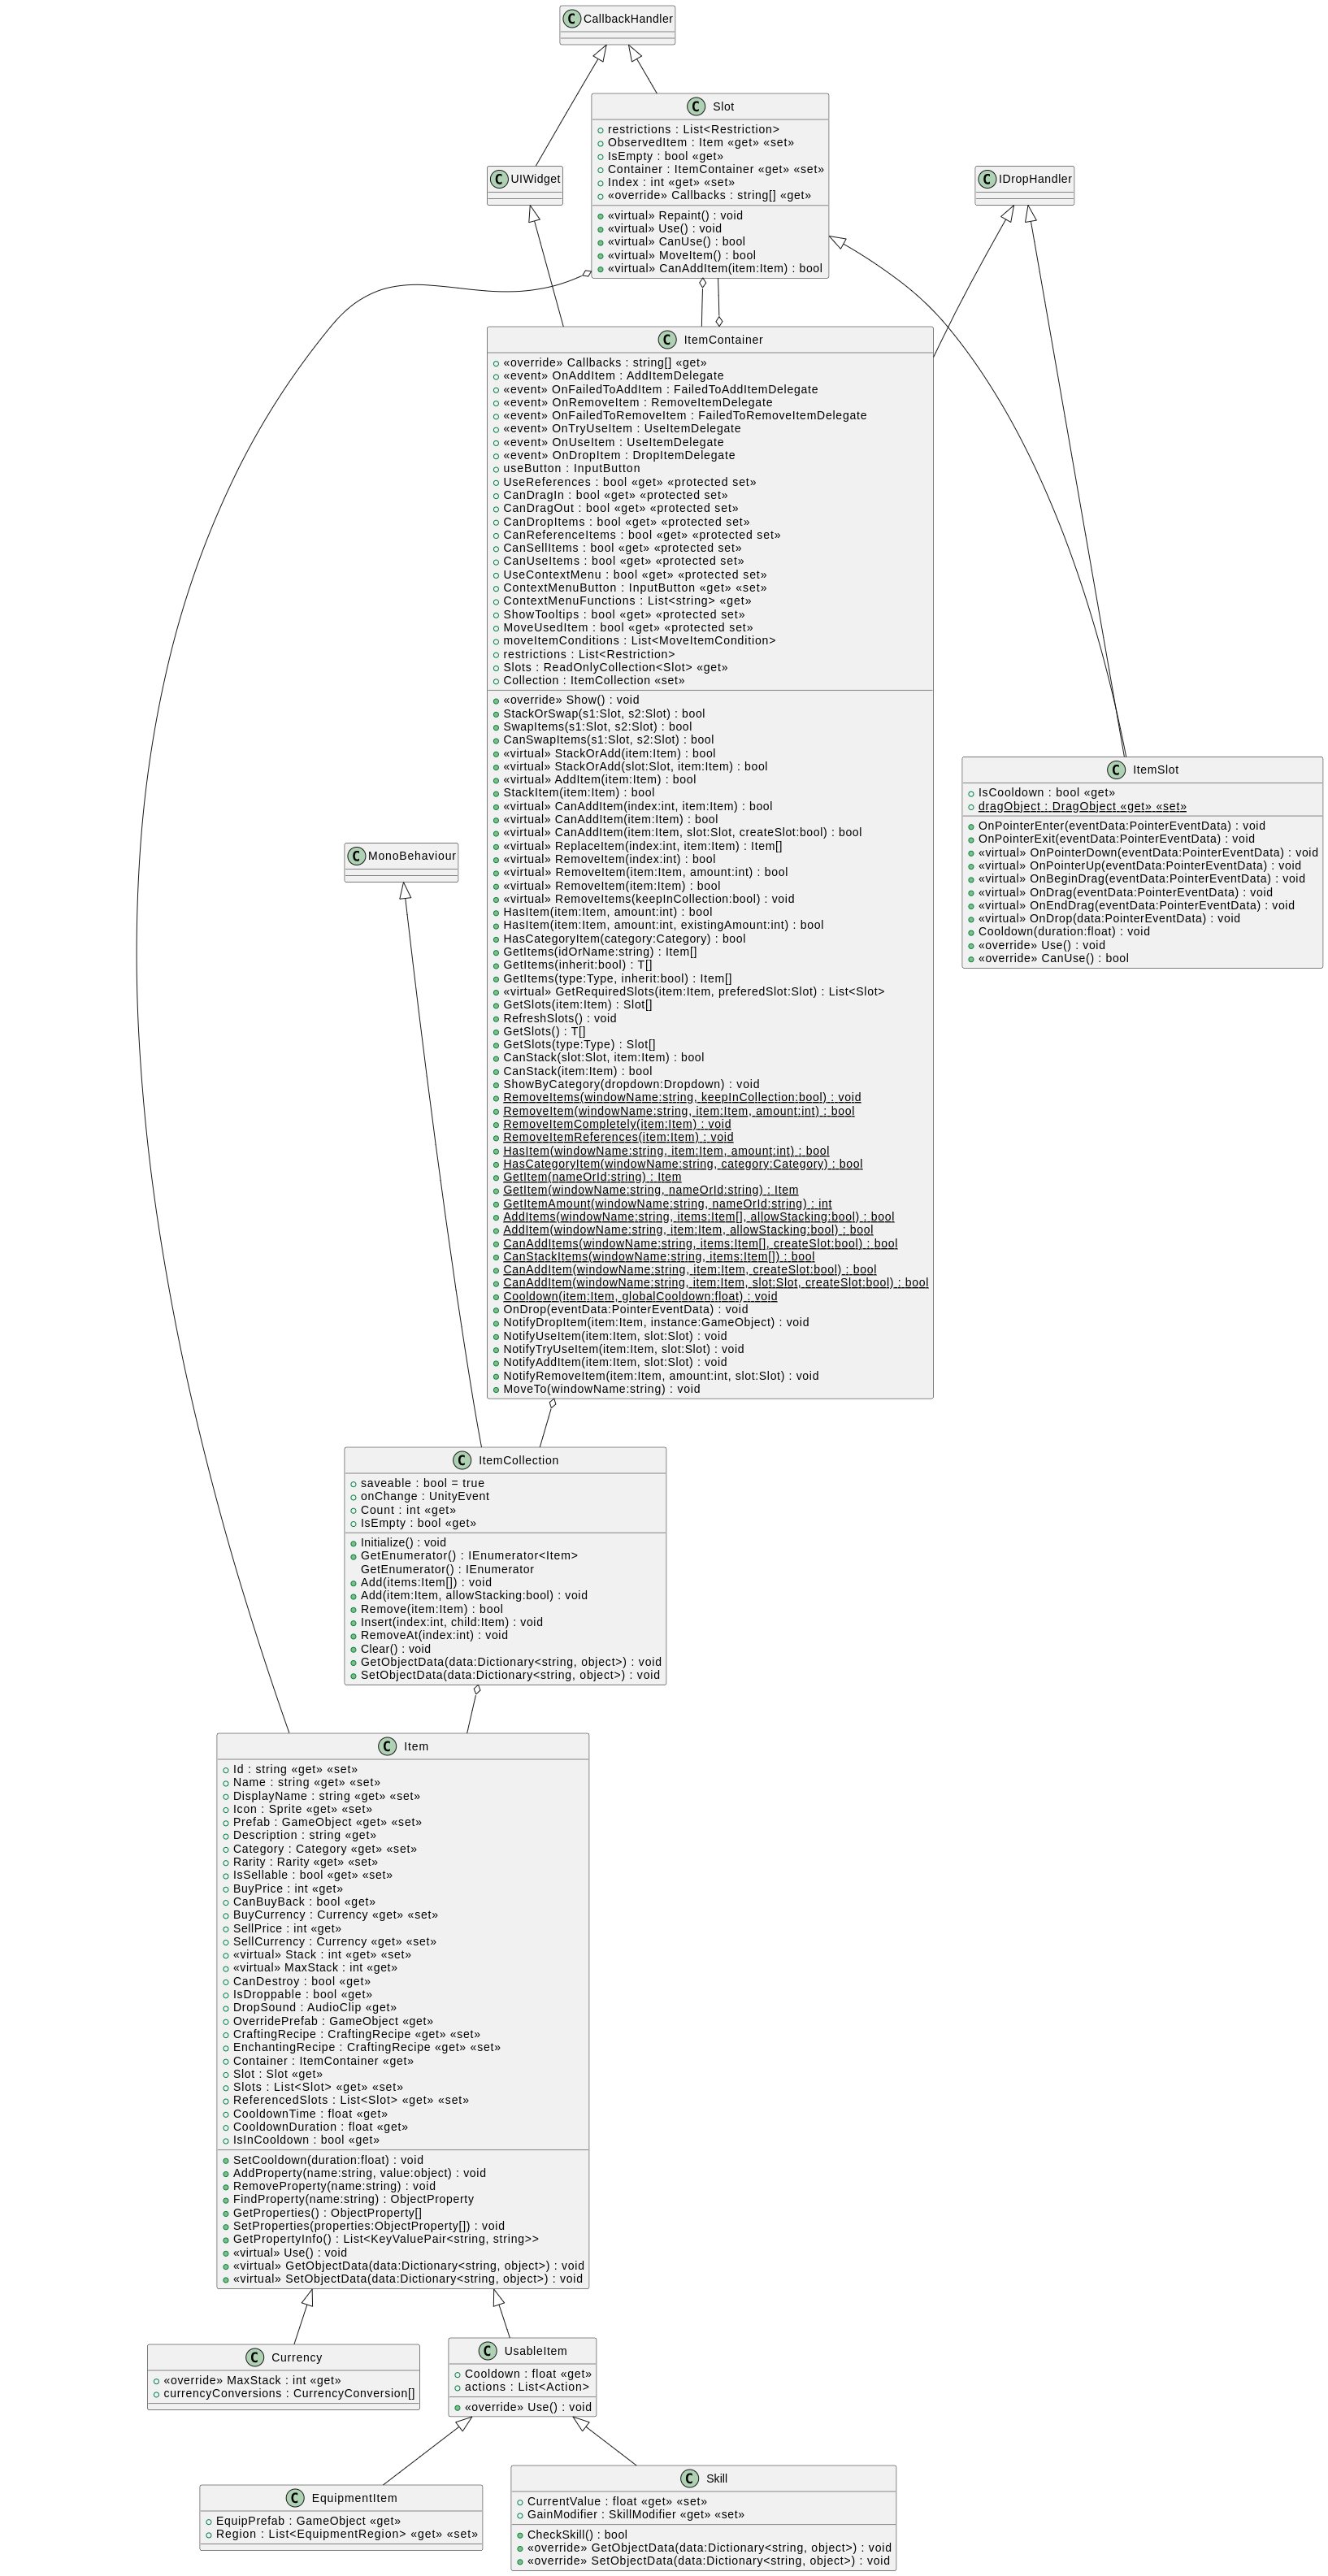 C CallbackHandler
C Slot
restrictions : List<Restriction>
ObservedItem : Item «get» «set»
IsEmpty : bool «get»
Container : ItemContainer «get» «set»
Index : int «get» «set»
«override» Callbacks : string[] «get»
«virtual» Repaint() : void
«virtual» Use() : void
«virtual» CanUse() : bool
«virtual» MoveItem() : bool
«virtual» CanAddItem(item:Item) : bool
C UIWidget
C IDropHandler
C ItemContainer
«override» Callbacks : string[] «get»
«event» OnAddItem : AddItemDelegate
«event» OnFailedToAddItem : FailedToAddItemDelegate
«event» OnRemoveItem : RemoveItemDelegate
«event» OnFailedToRemoveItem : FailedToRemoveItemDelegate
«event» OnTryUseItem : UseItemDelegate
«event» OnUseItem : UseItemDelegate
«event» OnDropItem : DropItemDelegate
useButton : InputButton
UseReferences : bool «get» «protected set»
CanDragIn : bool «get» «protected set»
CanDragOut : bool «get» «protected set»
CanDropItems : bool «get» «protected set»
CanReferenceItems : bool «get» «protected set»
CanSellItems : bool «get» «protected set»
CanUseItems : bool «get» «protected set»
UseContextMenu : bool «get» «protected set»
ContextMenuButton : InputButton «get» «set»
ContextMenuFunctions : List<string> «get»
ShowTooltips : bool «get» «protected set»
MoveUsedItem : bool «get» «protected set»
moveItemConditions : List<MoveItemCondition>
restrictions : List<Restriction>
Slots : ReadOnlyCollection<Slot> «get»
Collection : ItemCollection «set»
«override» Show() : void
StackOrSwap(s1:Slot, s2:Slot) : bool
SwapItems(s1:Slot, s2:Slot) : bool
CanSwapItems(s1:Slot, s2:Slot) : bool
«virtual» StackOrAdd(item:Item) : bool
«virtual» StackOrAdd(slot:Slot, item:Item) : bool
«virtual» AddItem(item:Item) : bool
StackItem(item:Item) : bool
«virtual» CanAddItem(index:int, item:Item) : bool
«virtual» CanAddItem(item:Item) : bool
«virtual» CanAddItem(item:Item, slot:Slot, createSlot:bool) : bool
«virtual» ReplaceItem(index:int, item:Item) : Item[]
«virtual» RemoveItem(index:int) : bool
«virtual» RemoveItem(item:Item, amount:int) : bool
«virtual» RemoveItem(item:Item) : bool
«virtual» RemoveItems(keepInCollection:bool) : void
HasItem(item:Item, amount:int) : bool
HasItem(item:Item, amount:int, existingAmount:int) : bool
HasCategoryItem(category:Category) : bool
GetItems(idOrName:string) : Item[]
GetItems(inherit:bool) : T[]
GetItems(type:Type, inherit:bool) : Item[]
«virtual» GetRequiredSlots(item:Item, preferedSlot:Slot) : List<Slot>
GetSlots(item:Item) : Slot[]
RefreshSlots() : void
GetSlots() : T[]
GetSlots(type:Type) : Slot[]
CanStack(slot:Slot, item:Item) : bool
CanStack(item:Item) : bool
ShowByCategory(dropdown:Dropdown) : void
RemoveItems(windowName:string, keepInCollection:bool) : void
RemoveItem(windowName:string, item:Item, amount:int) : bool
RemoveItemCompletely(item:Item) : void
RemoveItemReferences(item:Item) : void
HasItem(windowName:string, item:Item, amount:int) : bool
HasCategoryItem(windowName:string, category:Category) : bool
GetItem(nameOrId:string) : Item
GetItem(windowName:string, nameOrId:string) : Item
GetItemAmount(windowName:string, nameOrId:string) : int
AddItems(windowName:string, items:Item[], allowStacking:bool) : bool
AddItem(windowName:string, item:Item, allowStacking:bool) : bool
CanAddItems(windowName:string, items:Item[], createSlot:bool) : bool
CanStackItems(windowName:string, items:Item[]) : bool
CanAddItem(windowName:string, item:Item, createSlot:bool) : bool
CanAddItem(windowName:string, item:Item, slot:Slot, createSlot:bool) : bool
Cooldown(item:Item, globalCooldown:float) : void
OnDrop(eventData:PointerEventData) : void
NotifyDropItem(item:Item, instance:GameObject) : void
NotifyUseItem(item:Item, slot:Slot) : void
NotifyTryUseItem(item:Item, slot:Slot) : void
NotifyAddItem(item:Item, slot:Slot) : void
NotifyRemoveItem(item:Item, amount:int, slot:Slot) : void
MoveTo(windowName:string) : void
C ItemSlot
IsCooldown : bool «get»
dragObject : DragObject «get» «set»
OnPointerEnter(eventData:PointerEventData) : void
OnPointerExit(eventData:PointerEventData) : void
«virtual» OnPointerDown(eventData:PointerEventData) : void
«virtual» OnPointerUp(eventData:PointerEventData) : void
«virtual» OnBeginDrag(eventData:PointerEventData) : void
«virtual» OnDrag(eventData:PointerEventData) : void
«virtual» OnEndDrag(eventData:PointerEventData) : void
«virtual» OnDrop(data:PointerEventData) : void
Cooldown(duration:float) : void
«override» Use() : void
«override» CanUse() : bool
C MonoBehaviour
C ItemCollection
saveable : bool = true
onChange : UnityEvent
Count : int «get»
IsEmpty : bool «get»
Initialize() : void
GetEnumerator() : IEnumerator<Item>
GetEnumerator() : IEnumerator
Add(items:Item[]) : void
Add(item:Item, allowStacking:bool) : void
Remove(item:Item) : bool
Insert(index:int, child:Item) : void
RemoveAt(index:int) : void
Clear() : void
GetObjectData(data:Dictionary<string, object>) : void
SetObjectData(data:Dictionary<string, object>) : void
C Item
Id : string «get» «set»
Name : string «get» «set»
DisplayName : string «get» «set»
Icon : Sprite «get» «set»
Prefab : GameObject «get» «set»
Description : string «get»
Category : Category «get» «set»
Rarity : Rarity «get» «set»
IsSellable : bool «get» «set»
BuyPrice : int «get»
CanBuyBack : bool «get»
BuyCurrency : Currency «get» «set»
SellPrice : int «get»
SellCurrency : Currency «get» «set»
«virtual» Stack : int «get» «set»
«virtual» MaxStack : int «get»
CanDestroy : bool «get»
IsDroppable : bool «get»
DropSound : AudioClip «get»
OverridePrefab : GameObject «get»
CraftingRecipe : CraftingRecipe «get» «set»
EnchantingRecipe : CraftingRecipe «get» «set»
Container : ItemContainer «get»
Slot : Slot «get»
Slots : List<Slot> «get» «set»
ReferencedSlots : List<Slot> «get» «set»
CooldownTime : float «get»
CooldownDuration : float «get»
IsInCooldown : bool «get»
SetCooldown(duration:float) : void
AddProperty(name:string, value:object) : void
RemoveProperty(name:string) : void
FindProperty(name:string) : ObjectProperty
GetProperties() : ObjectProperty[]
SetProperties(properties:ObjectProperty[]) : void
GetPropertyInfo() : List<KeyValuePair<string, string>>
«virtual» Use() : void
«virtual» GetObjectData(data:Dictionary<string, object>) : void
«virtual» SetObjectData(data:Dictionary<string, object>) : void
C Currency
«override» MaxStack : int «get»
currencyConversions : CurrencyConversion[]
C UsableItem
Cooldown : float «get»
actions : List<Action>
«override» Use() : void
C EquipmentItem
EquipPrefab : GameObject «get»
Region : List<EquipmentRegion> «get» «set»
C Skill
CurrentValue : float «get» «set»
GainModifier : SkillModifier «get» «set»
CheckSkill() : bool
«override» GetObjectData(data:Dictionary<string, object>) : void
«override» SetObjectData(data:Dictionary<string, object>) : void